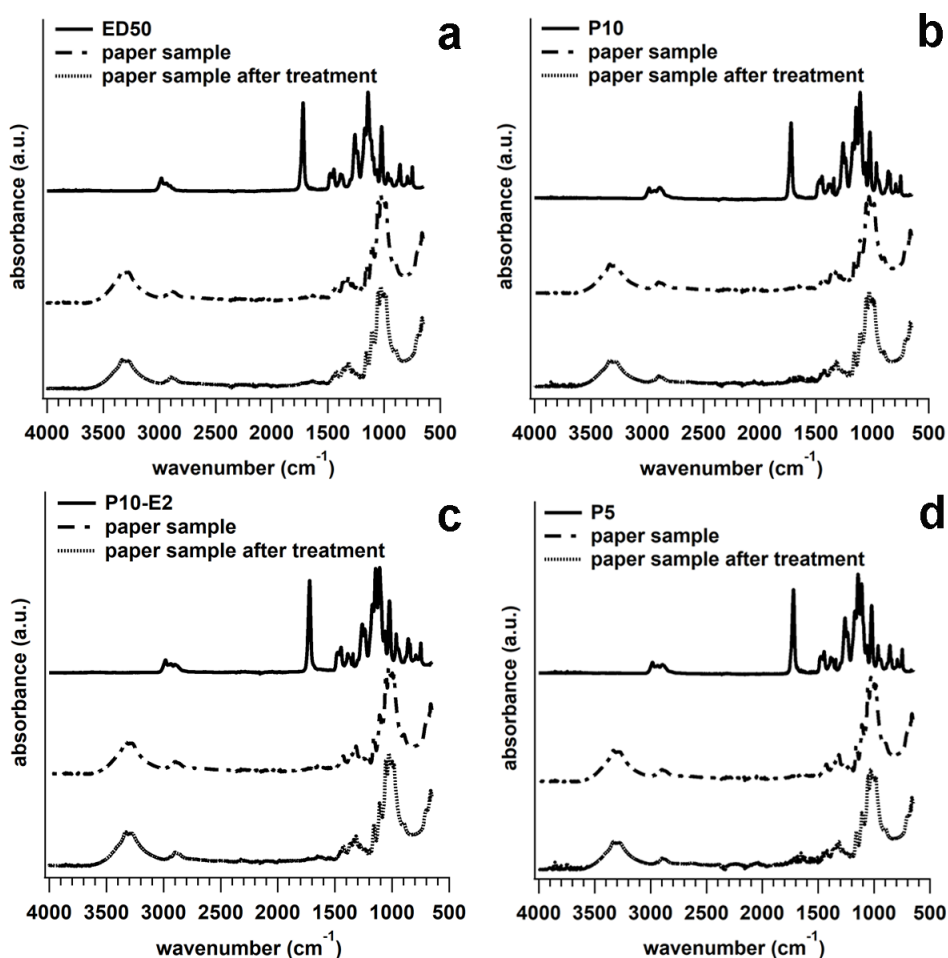 ED50
paper sample
paper sample after treatment
a
absorbance (a.u.)
4000 3500 3000 2500 2000 1500 1000 500
wavenumber (cm⁻¹)
P10
paper sample
paper sample after treatment
b
absorbance (a.u.)
4000 3500 3000 2500 2000 1500 1000 500
wavenumber (cm⁻¹)
P10-E2
paper sample
paper sample after treatment
c
absorbance (a.u.)
4000 3500 3000 2500 2000 1500 1000 500
wavenumber (cm⁻¹)
P5
paper sample
paper sample after treatment
d
absorbance (a.u.)
4000 3500 3000 2500 2000 1500 1000 500
wavenumber (cm⁻¹)